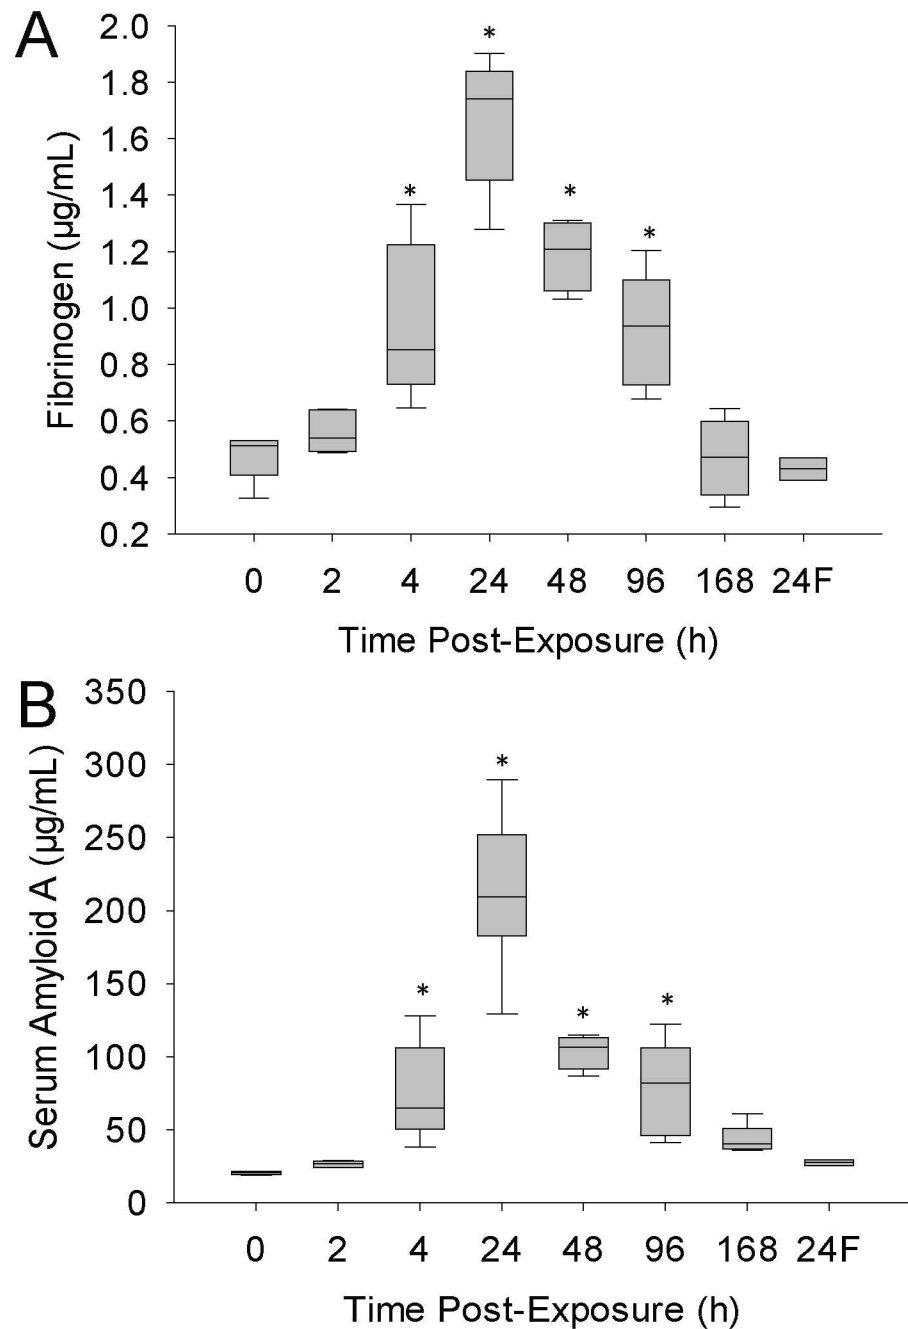 A
Fibrinogen (µg/mL)
2.0
1.8
1.6
1.4
1.2
1.0
0.8
0.6
0.4
0.2
* * * *
0 2 4 24 48 96 168 24F
Time Post-Exposure (h)
B
Serum Amyloid A (µg/mL)
350
300
250
200
150
100
50
0
* * * *
0 2 4 24 48 96 168 24F
Time Post-Exposure (h)